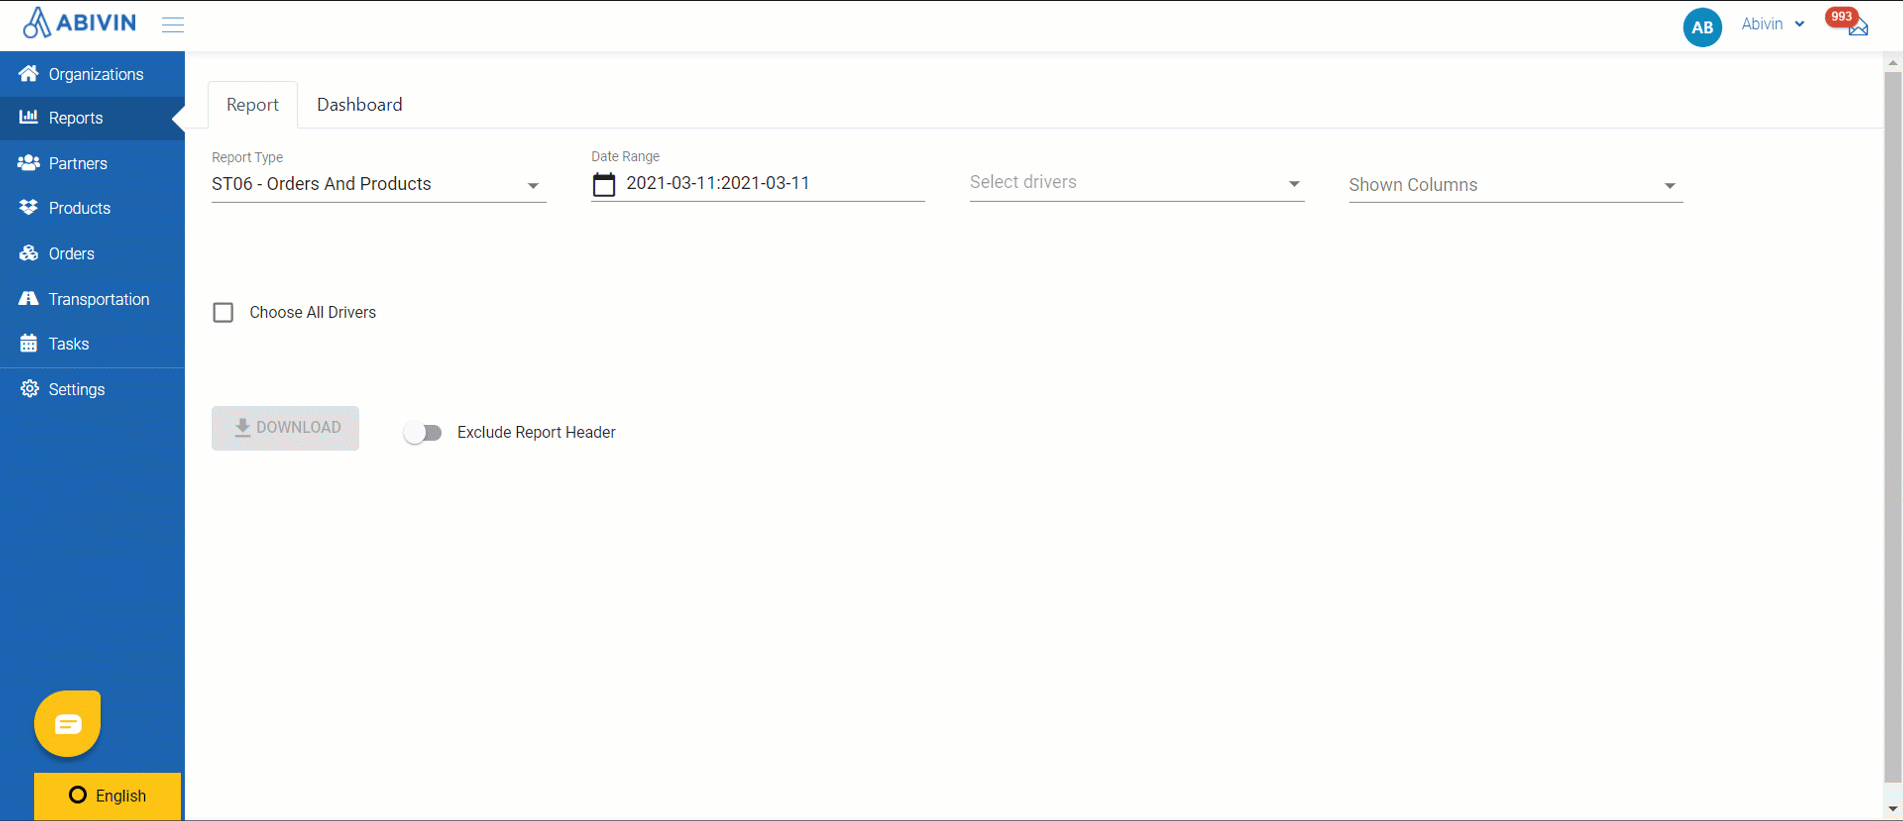 ABIVIN
AB
Abivin
993
Organizations
Reports
Partners
Products
Orders
Transportation
Tasks
Settings
Report
Dashboard
Report Type
ST06 - Orders And Products
Date Range
2021-03-11:2021-03-11
Select drivers
Shown Columns
Choose All Drivers
DOWNLOAD
Exclude Report Header
English